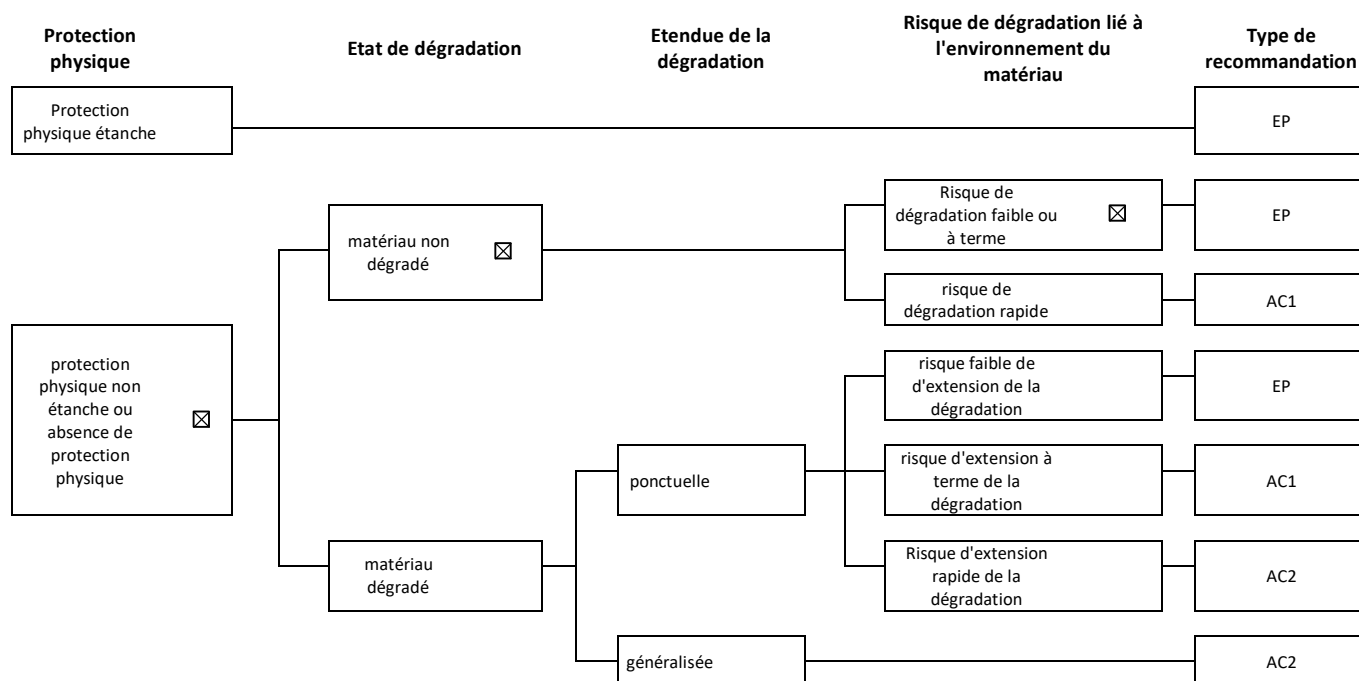 Protection
physique
Etat de dégradation
Etendue de la
dégradation
Risque de dégradation lié à
l'environnement du
matériau
Type de
recommandation
Protection
physique étanche
EP
matériau non
dégradé
Risque de
dégradation faible ou
à terme
EP
risque de
dégradation rapide
AC1
protection
physique non
étanche ou
absence de
protection
physique
risque faible de
d'extension de la
dégradation
EP
ponctuelle
risque d'extension à
terme de la
dégradation
AC1
matériau
dégradé
Risque d'extension
rapide de la
dégradation
AC2
généralisée
AC2